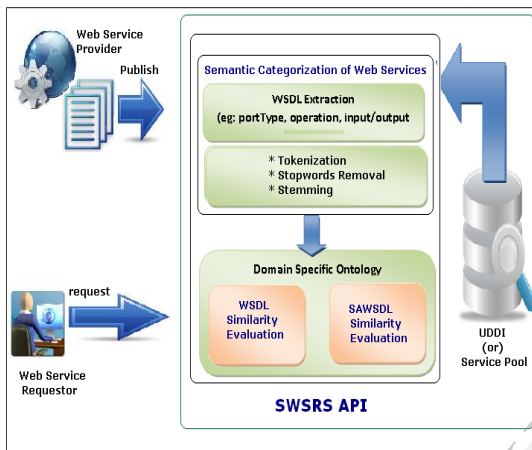 Web Service
Provider
Publish
Semantic Categorization of Web Services
WSDL Extraction
(eg: portType, operation, input/output
* Tokenization
* Stopwords Removal
* Stemming
Domain Specific Ontology
WSDL
Similarity
Evaluation
SAWSDL
Similarity
Evaluation
request
Web Service
Requestor
UDDI
(or)
Service Pool
SWSRS API